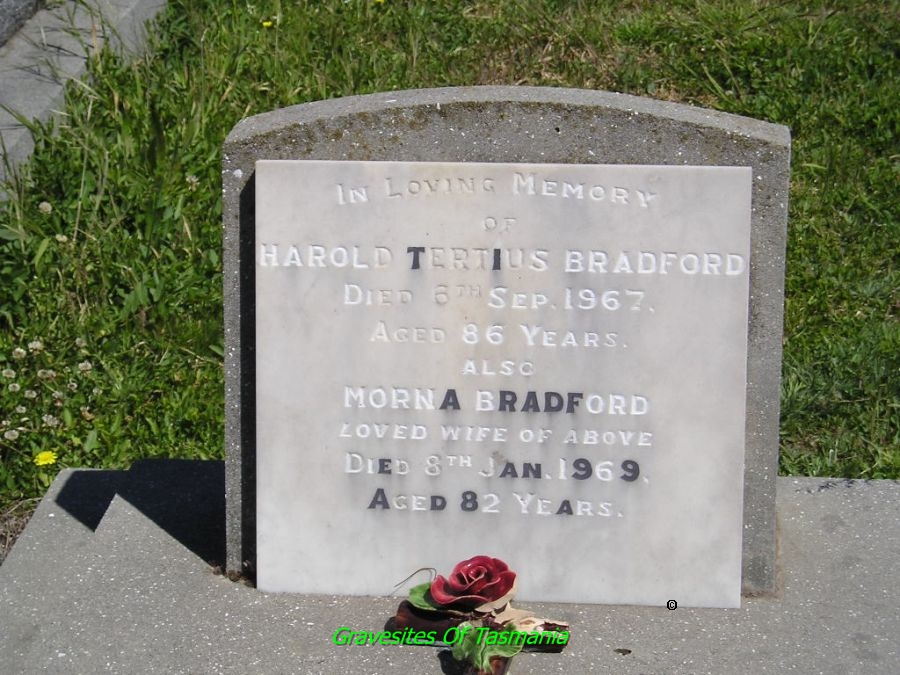 In Loving Memory
of
HAROLD TERTIUS BRADFORD
Died 6th Sep. 1967.
Aged 86 Years.
ALSO
MORNA BRADFORD
LOVED WIFE OF ABOVE
Died 8th Jan. 1969.
Aged 82 Years.
©
Gravesites Of Tasmania